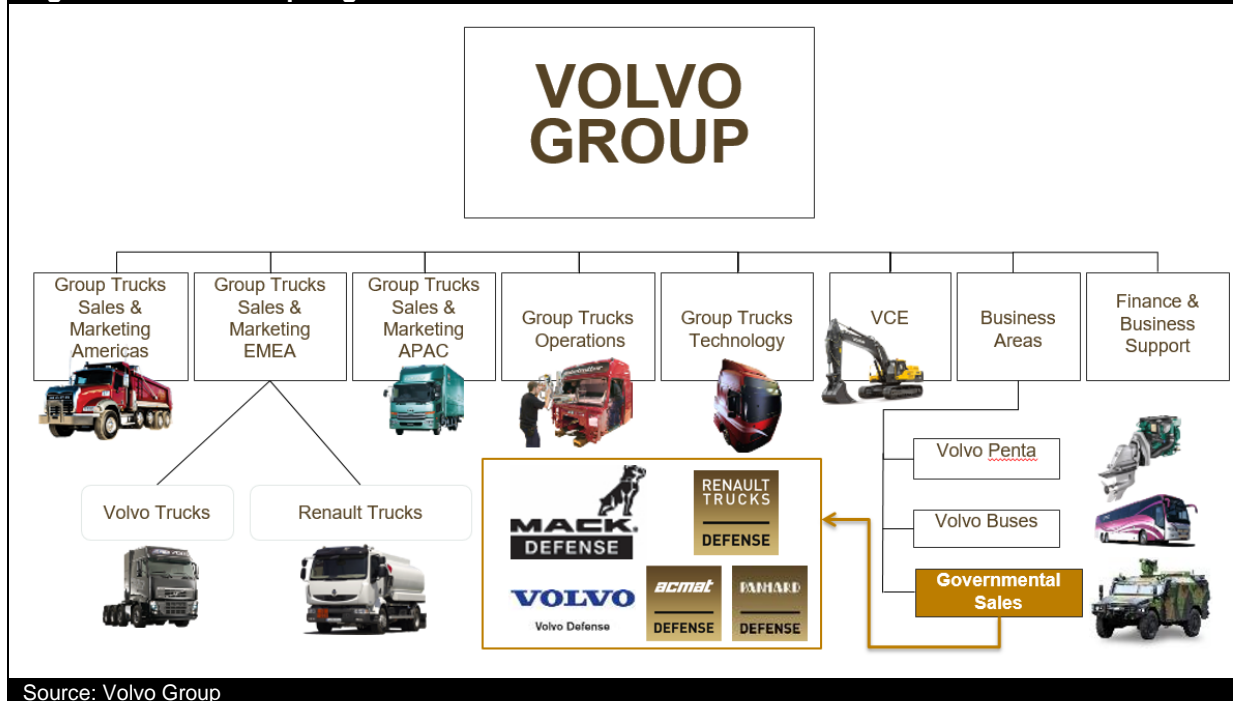 VOLVO
GROUP
Group Trucks
Sales &
Marketing
Americas
Group Trucks
Sales &
Marketing
EMEA
Group Trucks
Sales &
Marketing
APAC
Group Trucks
Operations
Group Trucks
Technology
VCE
Business
Areas
Finance &
Business
Support
Volvo Trucks
Renault Trucks
MACK.
DEFENSE
RENAULT
TRUCKS
DEFENSE
VOLVO
Volvo Defense
acmat
DEFENSE
PANHARD
DEFENSE
Volvo Penta
Volvo Buses
Governmental
Sales
Source: Volvo Group